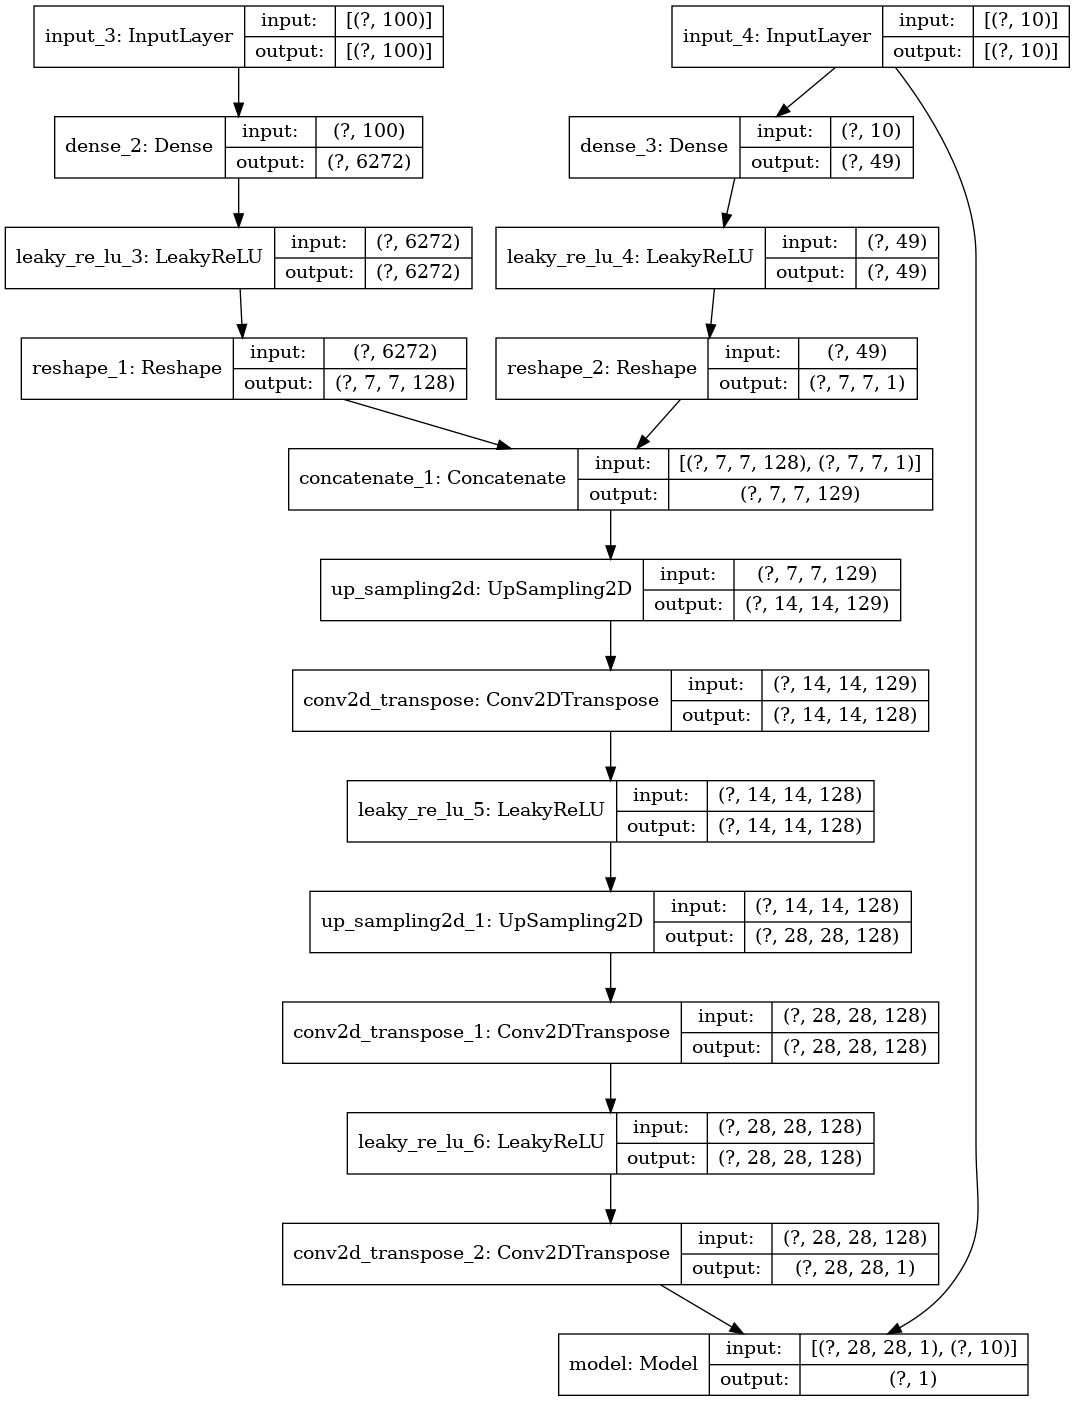 input_3: InputLayer
input: [(?, 100)]
output: [(?, 100)]
input_4: InputLayer
input: [(?, 10)]
output: [(?, 10)]
dense_2: Dense
input: (?, 100)
output: (?, 6272)
dense_3: Dense
input: (?, 10)
output: (?, 49)
leaky_re_lu_3: LeakyReLU
input: (?, 6272)
output: (?, 6272)
leaky_re_lu_4: LeakyReLU
input: (?, 49)
output: (?, 49)
reshape_1: Reshape
input: (?, 6272)
output: (?, 7, 7, 128)
reshape_2: Reshape
input: (?, 49)
output: (?, 7, 7, 1)
concatenate_1: Concatenate
input: [(?, 7, 7, 128), (?, 7, 7, 1)]
output: (?, 7, 7, 129)
up_sampling2d: UpSampling2D
input: (?, 7, 7, 129)
output: (?, 14, 14, 129)
conv2d_transpose: Conv2DTranspose
input: (?, 14, 14, 129)
output: (?, 14, 14, 128)
leaky_re_lu_5: LeakyReLU
input: (?, 14, 14, 128)
output: (?, 14, 14, 128)
up_sampling2d_1: UpSampling2D
input: (?, 14, 14, 128)
output: (?, 28, 28, 128)
conv2d_transpose_1: Conv2DTranspose
input: (?, 28, 28, 128)
output: (?, 28, 28, 128)
leaky_re_lu_6: LeakyReLU
input: (?, 28, 28, 128)
output: (?, 28, 28, 128)
conv2d_transpose_2: Conv2DTranspose
input: (?, 28, 28, 128)
output: (?, 28, 28, 1)
model: Model
input: [(?, 28, 28, 1), (?, 10)]
output: (?, 1)